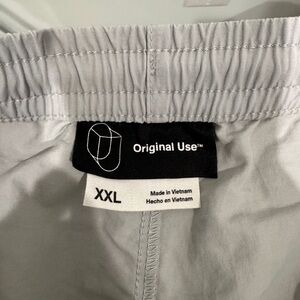 Original Use™
XXL
Made in Vietnam
Hecho en Vietnam